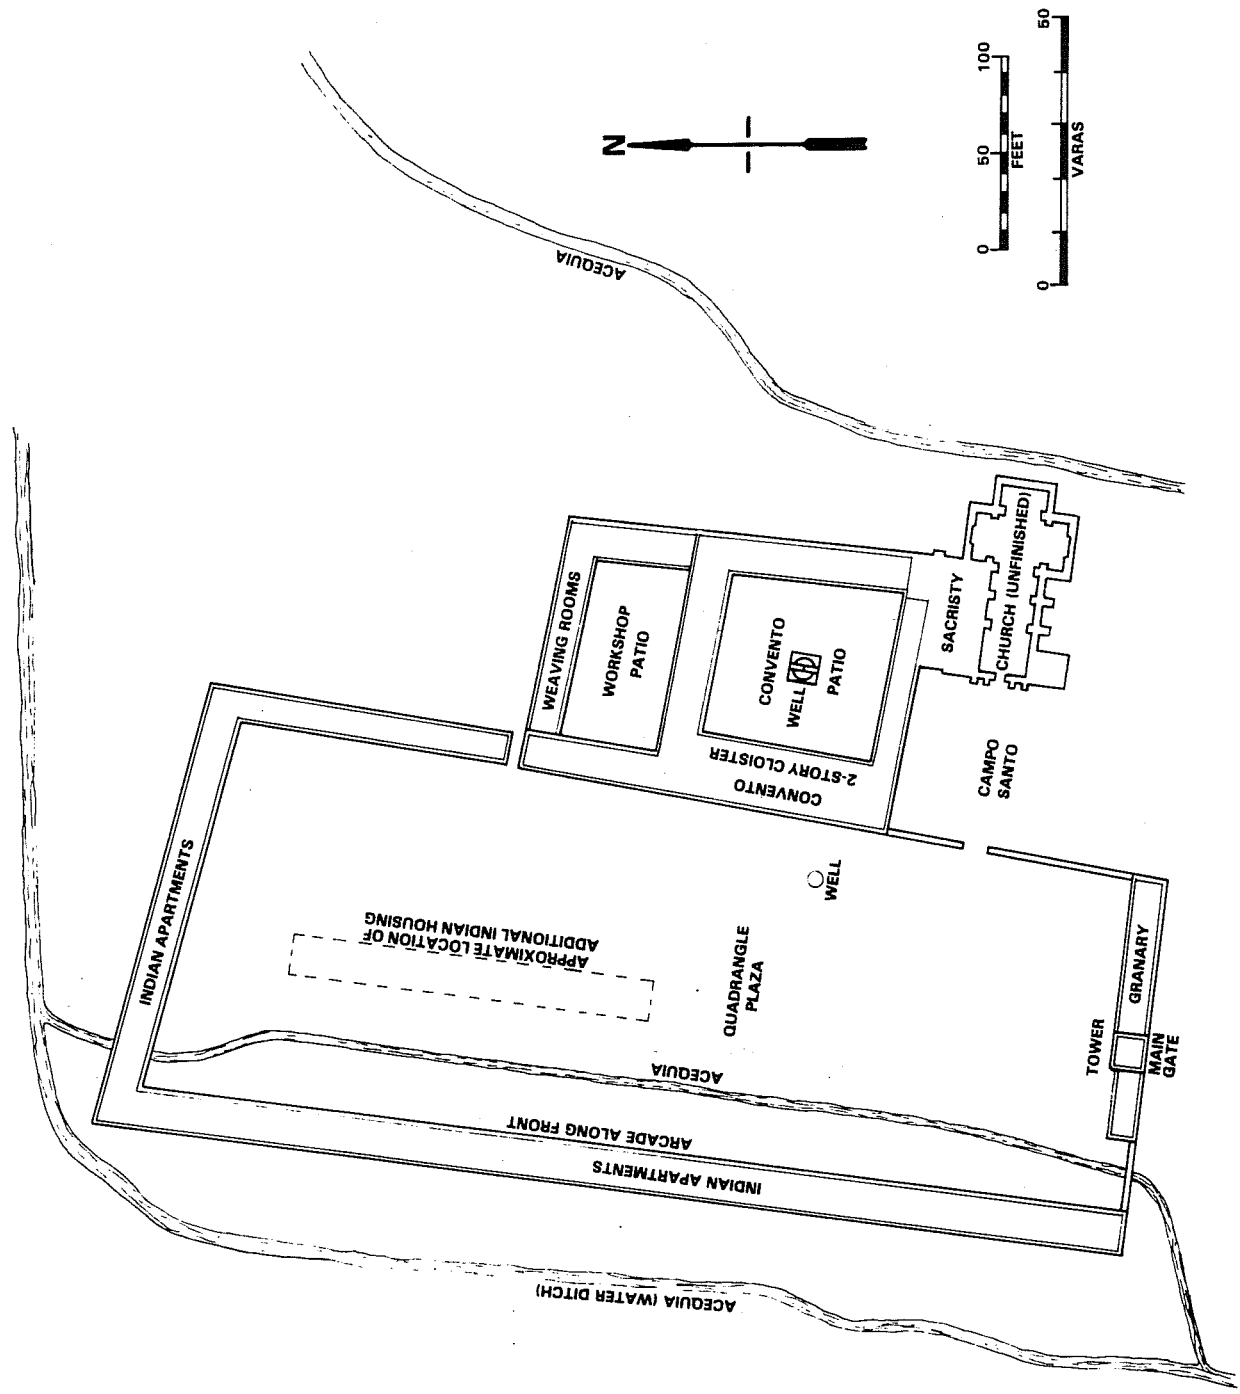 50
100
N
50
FEET
VARAS
0
0
ACEQUIA
WEAVING ROOMS
WORKSHOP
PATIO
CONVENTO
WELL
PATIO
2-STORY CLOISTER
CONVENTO
SACRISTY
CHURCH (UNFINISHED)
CAMPO
SANTO
INDIAN APARTMENTS
APPROXIMATE LOCATION OF
ADDITIONAL INDIAN HOUSING
WELL
QUADRANGLE
PLAZA
GRANARY
TOWER
MAIN
GATE
ACEQUIA
ARCADE ALONG FRONT
INDIAN APARTMENTS
ACEQUIA (WATER DITCH)